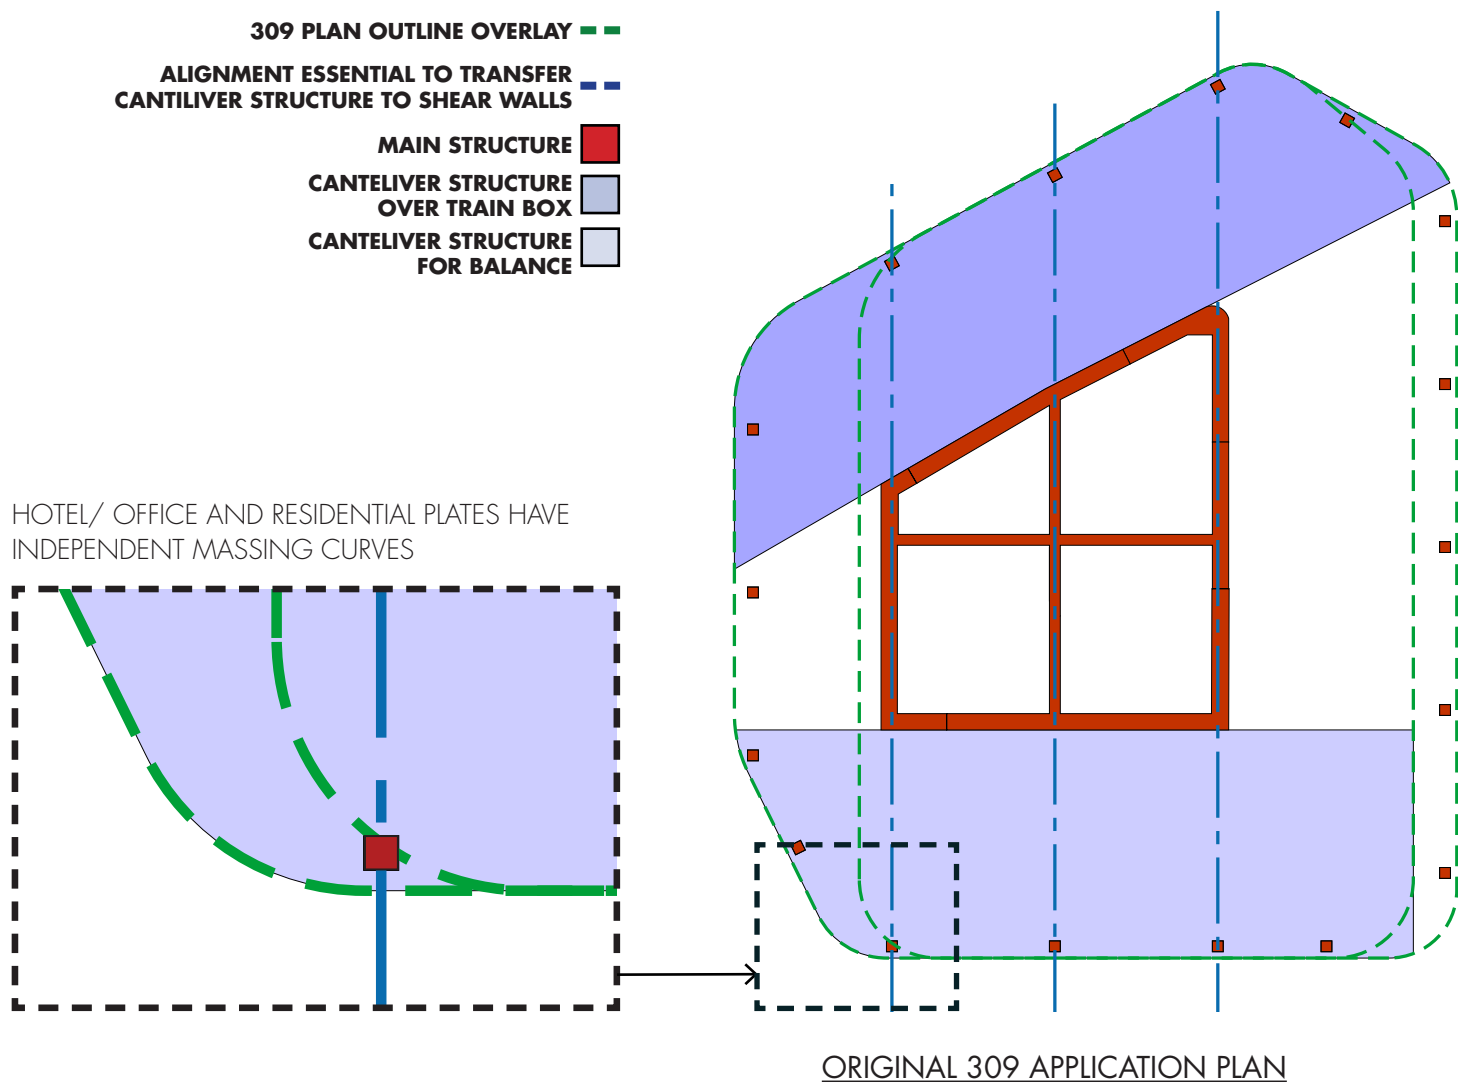 309 PLAN OUTLINE OVERLAY
ALIGNMENT ESSENTIAL TO TRANSFER
CANTILIVER STRUCTURE TO SHEAR WALLS
MAIN STRUCTURE
CANTELIVER STRUCTURE
OVER TRAIN BOX
CANTELIVER STRUCTURE
FOR BALANCE
HOTEL/ OFFICE AND RESIDENTIAL PLATES HAVE
INDEPENDENT MASSING CURVES
ORIGINAL 309 APPLICATION PLAN